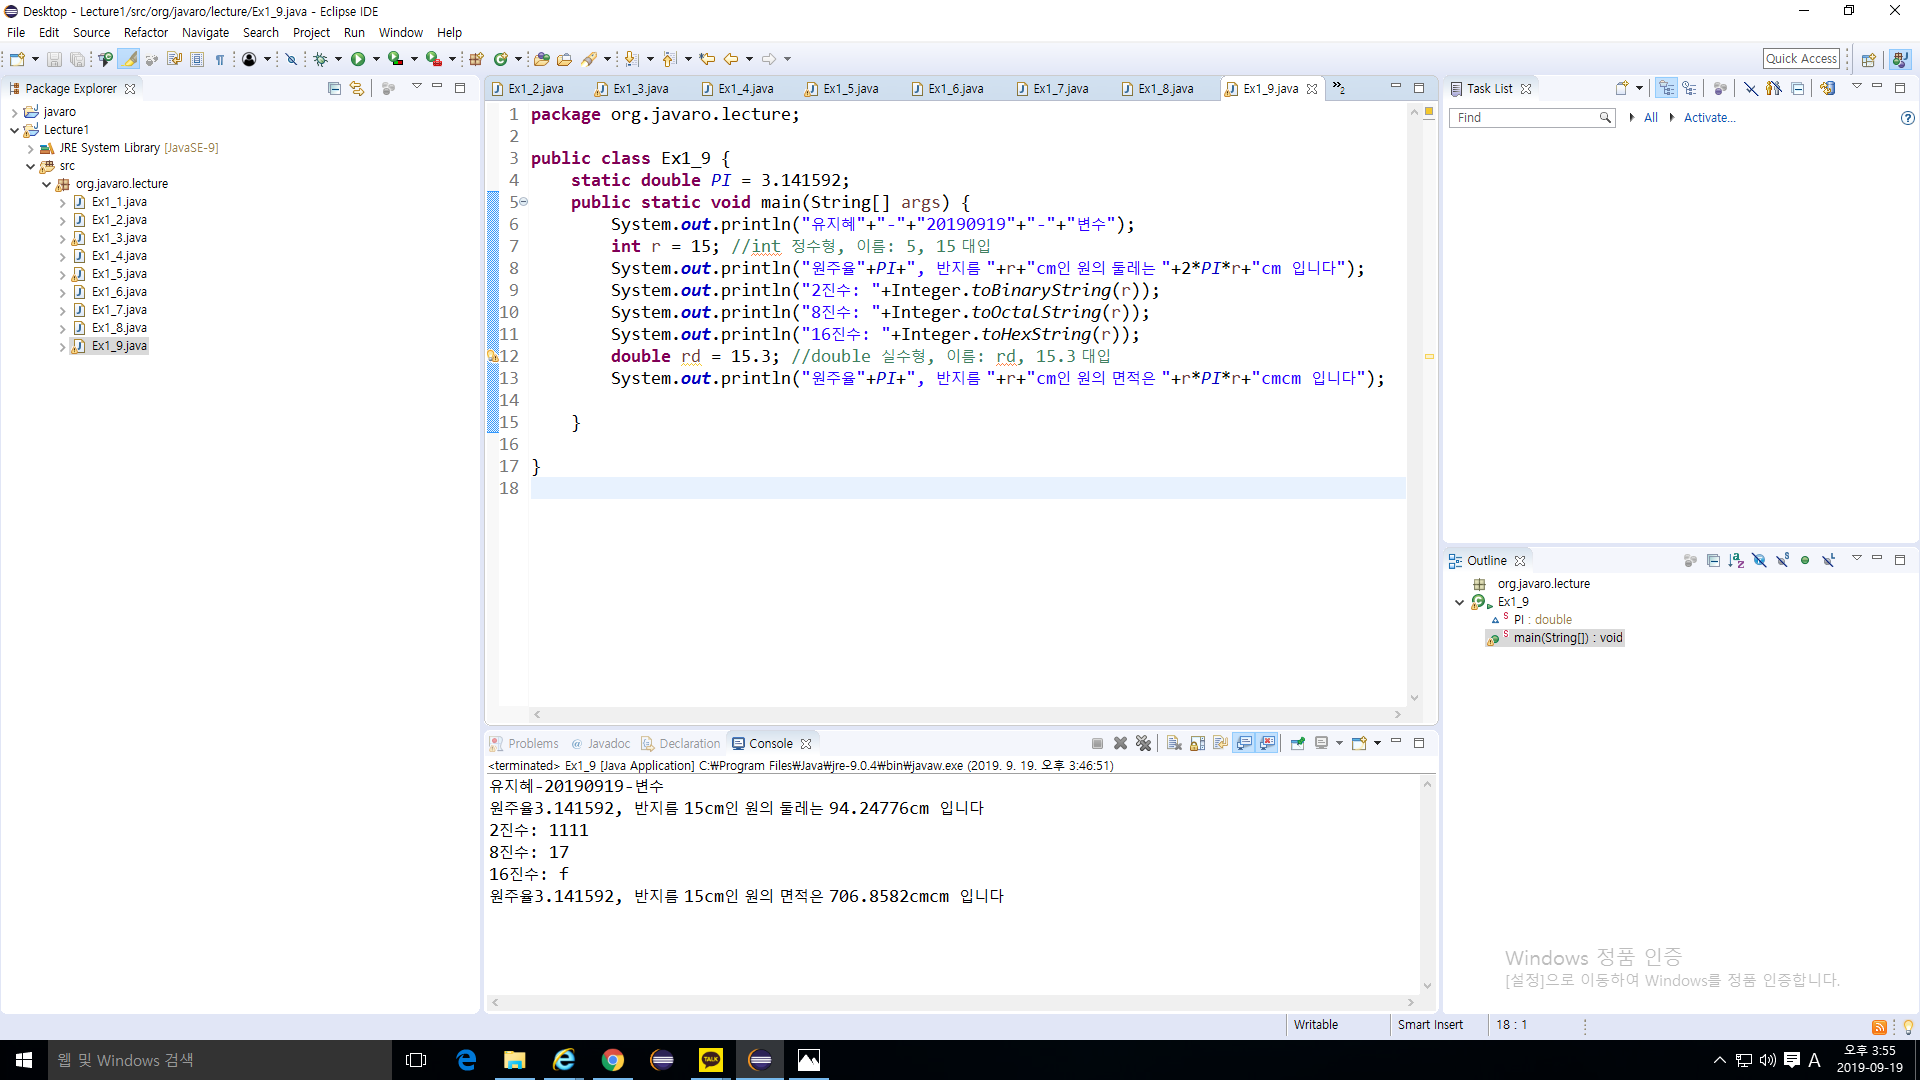 Desktop - Lecture1/src/org/javaro/lecture/Ex1_9.java - Eclipse IDE
File Edit Source Refactor Navigate Search Project Run Window Help
Quick Access
Package Explorer
javaro
Lecture1
JRE System Library [JavaSE-9]
src
org.javaro.lecture
Ex1_1.java
Ex1_2.java
Ex1_3.java
Ex1_4.java
Ex1_5.java
Ex1_6.java
Ex1_7.java
Ex1_8.java
Ex1_9.java
Ex1_2.java Ex1_3.java Ex1_4.java Ex1_5.java Ex1_6.java Ex1_7.java Ex1_8.java Ex1_9.java »2
1 package org.javaro.lecture;
2
3 public class Ex1_9 {
4 static double PI = 3.141592;
5 public static void main(String[] args) {
6 System.out.println("유지혜"+"-"+"20190919"+"-"+"변수");
7 int r = 15; //int 정수형, 이름: 5, 15 대입
8 System.out.println("원주율"+PI+", 반지름 "+r+"cm인 원의 둘레는 "+2*PI*r+"cm 입니다");
9 System.out.println("2진수: "+Integer.toBinaryString(r));
10 System.out.println("8진수: "+Integer.toOctalString(r));
11 System.out.println("16진수: "+Integer.toHexString(r));
12 double rd = 15.3; //double 실수형, 이름: rd, 15.3 대입
13 System.out.println("원주율"+PI+", 반지름 "+r+"cm인 원의 면적은 "+r*PI*r+"cmcm 입니다");
14
15 }
16
17 }
18
Problems Javadoc Declaration Console
<terminated> Ex1_9 [Java Application] C:₩Program Files₩Java₩jre-9.0.4₩bin₩javaw.exe (2019. 9. 19. 오후 3:46:51)
유지혜-20190919-변수
원주율3.141592, 반지름 15cm인 원의 둘레는 94.24776cm 입니다
2진수: 1111
8진수: 17
16진수: f
원주율3.141592, 반지름 15cm인 원의 면적은 706.8582cmcm 입니다
Task List
Find All Activate...
Outline
org.javaro.lecture
Ex1_9
PI : double
main(String[]) : void
Windows 정품 인증
[설정]으로 이동하여 Windows를 정품 인증합니다.
Writable Smart Insert 18 : 1
웹 및 Windows 검색
TALK
A
오후 3:55
2019-09-19